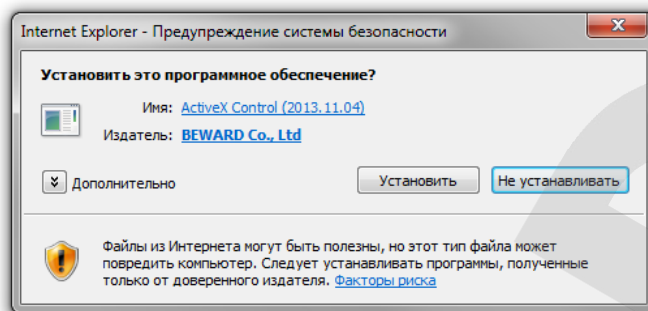 Internet Explorer - Предупреждение системы безопасности
Установить это программное обеспечение?
Имя: ActiveX Control (2013.11.04)
Издатель: BEWARD Co., Ltd
Дополнительно
Установить
Не устанавливать
Файлы из Интернета могут быть полезны, но этот тип файла может
повредить компьютер. Следует устанавливать программы, полученные
только от доверенного издателя. Факторы риска